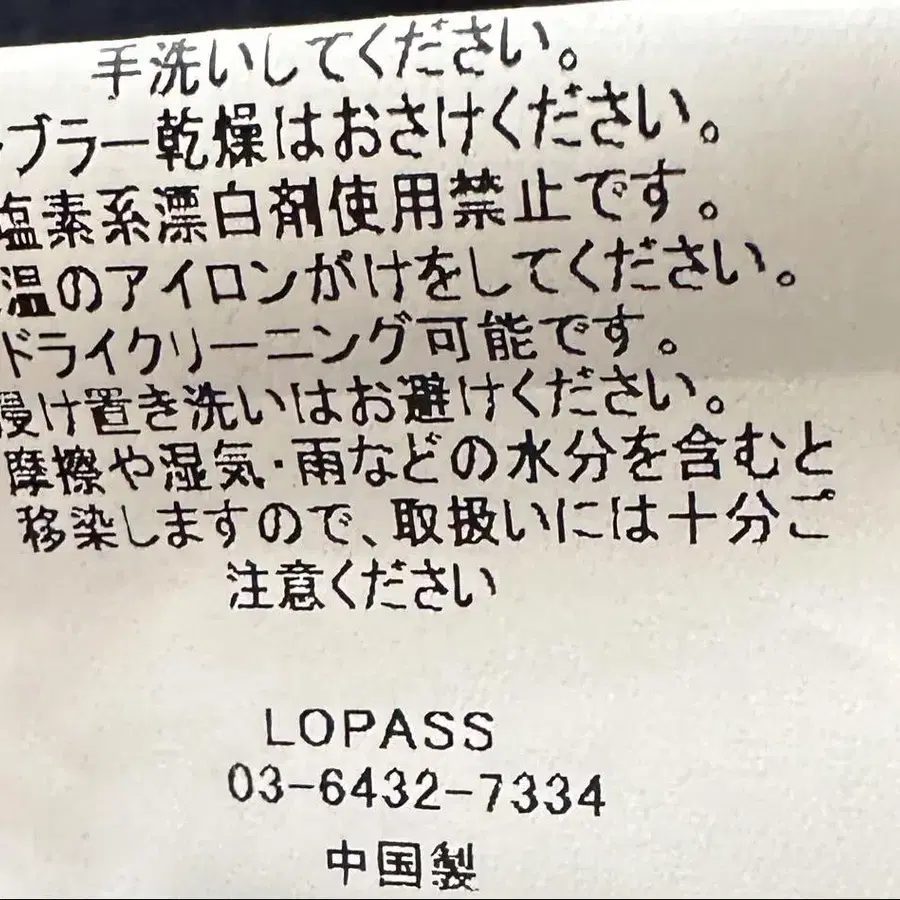 手洗いしてください。
ブラー乾燥はおさけください。
塩素系漂白剤使用禁止です。
温のアイロンがけをしてください。
ドライクリーニング可能です。
浸け置き洗いはお避けください。
摩擦や湿気・雨などの水分を含むと
移染しますので、取扱いには十分ご
注意ください
LOPASS
03-6432-7334
中国製